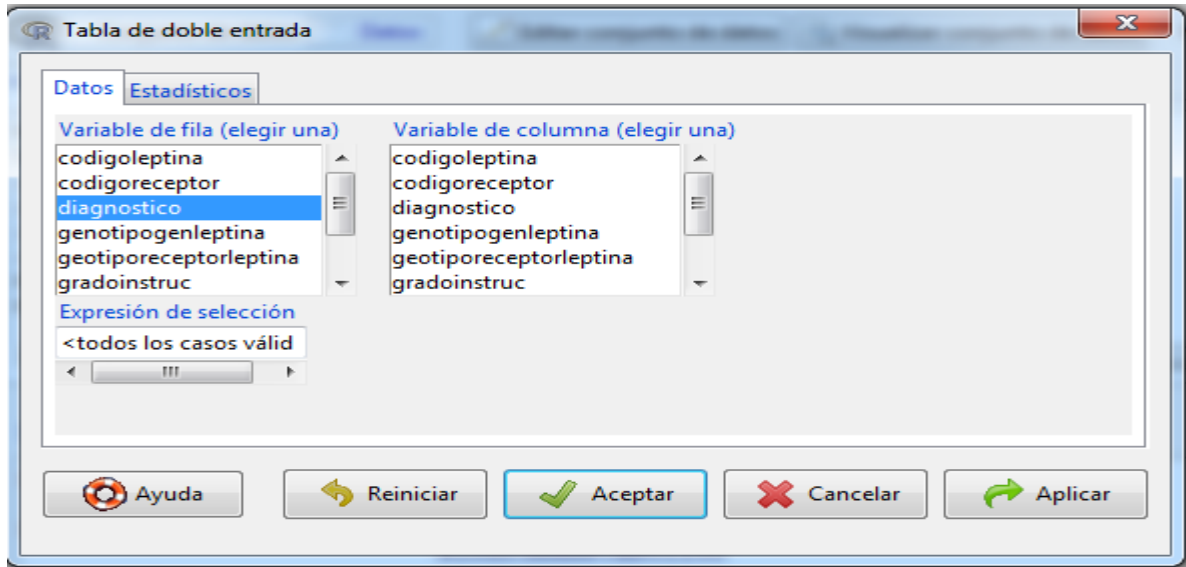 Tabla de doble entrada
Datos Estadísticos
Variable de fila (elegir una)
codigoleptina
codigoreceptor
diagnostico
genotipogenleptina
geotiporeceptorleptina
gradoinstruc
Variable de columna (elegir una)
codigoleptina
codigoreceptor
diagnostico
genotipogenleptina
geotiporeceptorleptina
gradoinstruc
Expresión de selección
<todos los casos válid
Ayuda Reiniciar Aceptar Cancelar Aplicar